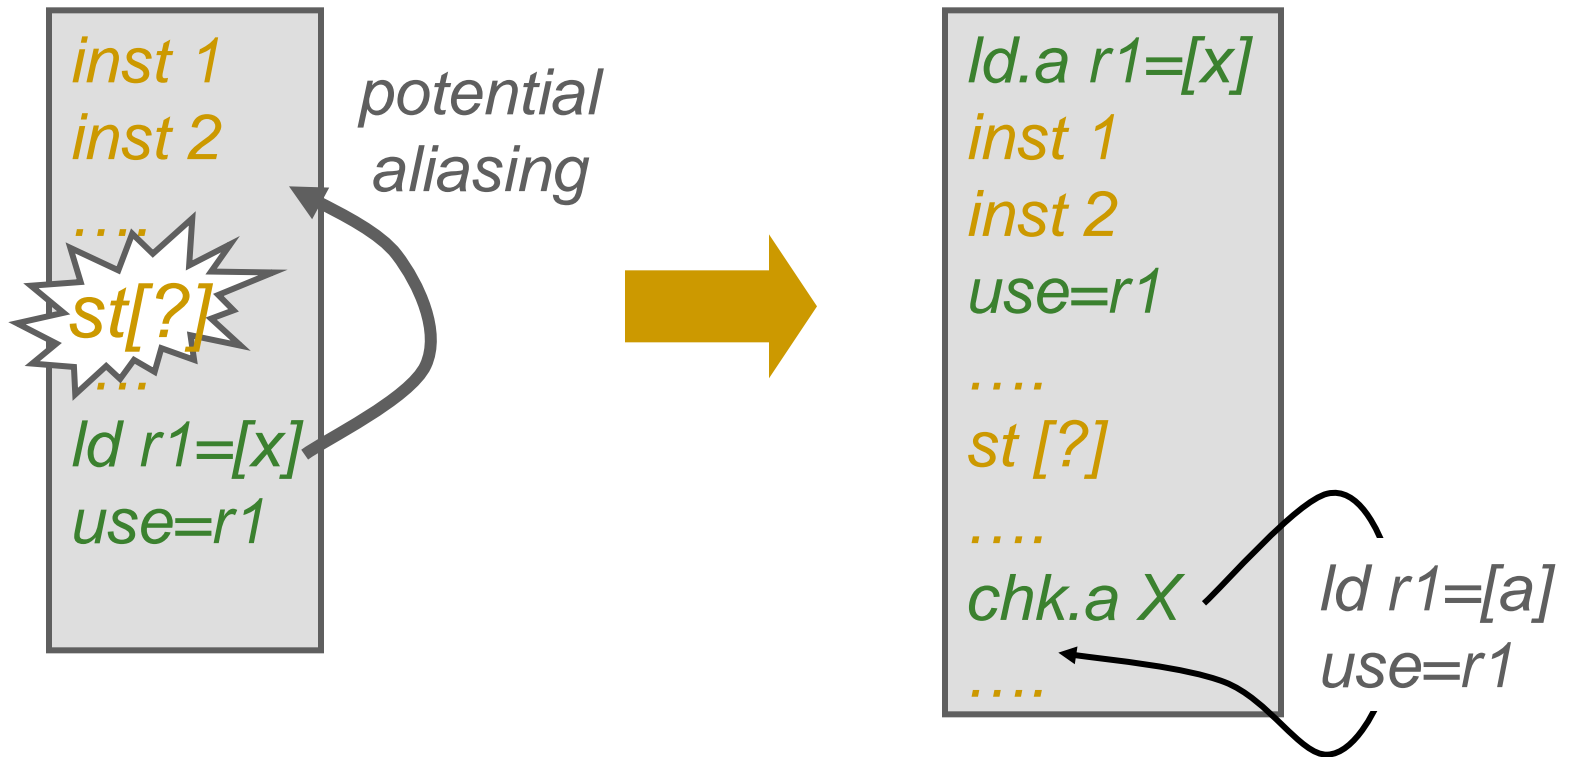 inst 1
inst 2
….
st[?]
….
ld r1=[x]
use=r1
potential
aliasing
ld.a r1=[x]
inst 1
inst 2
use=r1
….
st [?]
….
chk.a X
….
ld r1=[a]
use=r1